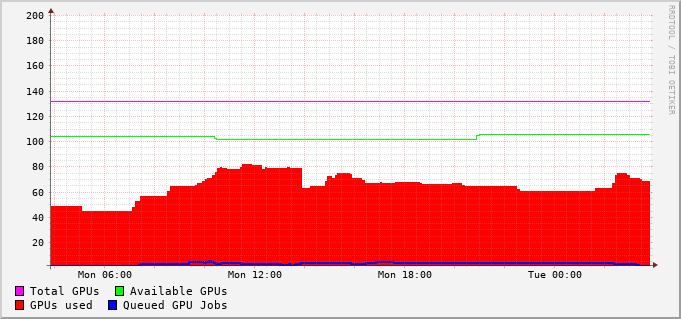 200
180
160
140
120
100
80
60
40
20
Mon 06:00 Mon 12:00 Mon 18:00 Tue 00:00
Total GPUs Available GPUs
GPUs used Queued GPU Jobs
RRDTOOL / TOBI OETIKER